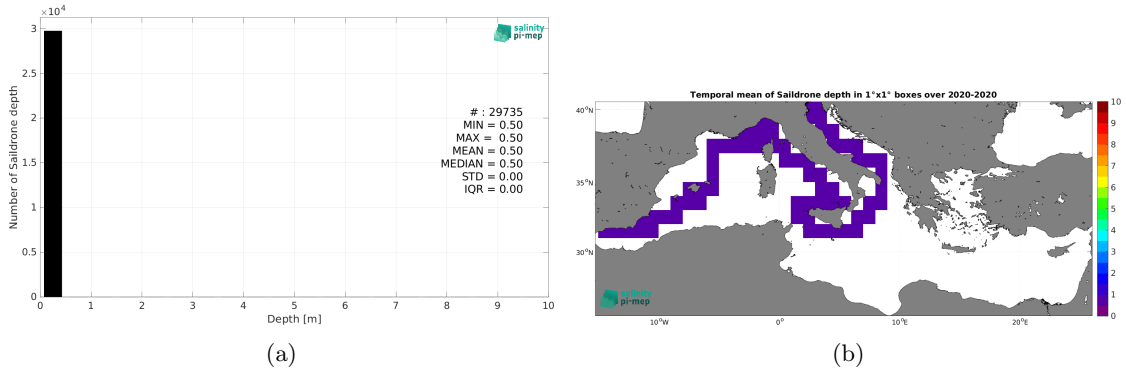 3 ×10⁴
salinity
pi-mep
2.5
2
1.5
1
0.5
0
Number of Saildrone depth
# : 29735
MIN = 0.50
MAX = 0.50
MEAN = 0.50
MEDIAN = 0.50
STD = 0.00
IQR = 0.00
0 1 2 3 4 5 6 7 8 9 10
Depth [m]
(a)
Temporal mean of Saildrone depth in 1°x1° boxes over 2020-2020
40°N
35°N
30°N
10°W 0° 10°E 20°E
salinity
pi-mep
10
9
8
7
6
5
4
3
2
1
0
(b)